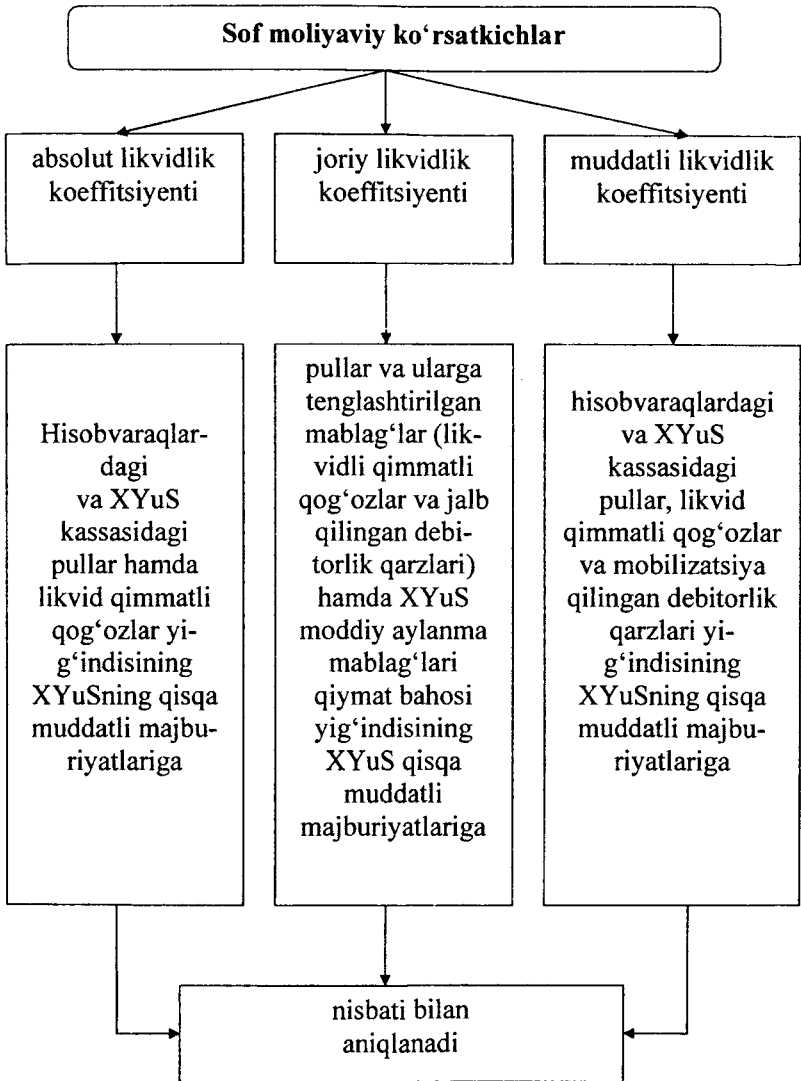 Sof moliyaviy ko‘rsatkichlar
absolut likvidlik
koeffitsiyenti
joriy likvidlik
koeffitsiyenti
muddatli likvidlik
koeffitsiyenti
Hisobvaraqlar-
dagi
va XYuS
kassasidagi
pullar hamda
likvid qimmatli
qog‘ozlar yi-
g‘indisining
XYuSning qisqa
muddatli majbu-
riyatlariga
pullar va ularga
tenglashtirilgan
mablag‘lar (lik-
vidli qimmatli
qog‘ozlar va jalb
qilingan debi-
torlik qarzlari)
hamda XYuS
moddiy aylanma
mablag‘lari
qiymat bahosi
yig‘indisining
XYuS qisqa
muddatli
majburiyatlariga
hisobvaraqlardagi
va XYuS
kassasidagi
pullar, likvid
qimmatli qog‘ozlar
va mobilizatsiya
qilingan debitorlik
qarzlari yi-
g‘indisining
XYuSning qisqa
muddatli majbu-
riyatlariga
nisbati bilan
aniqlanadi